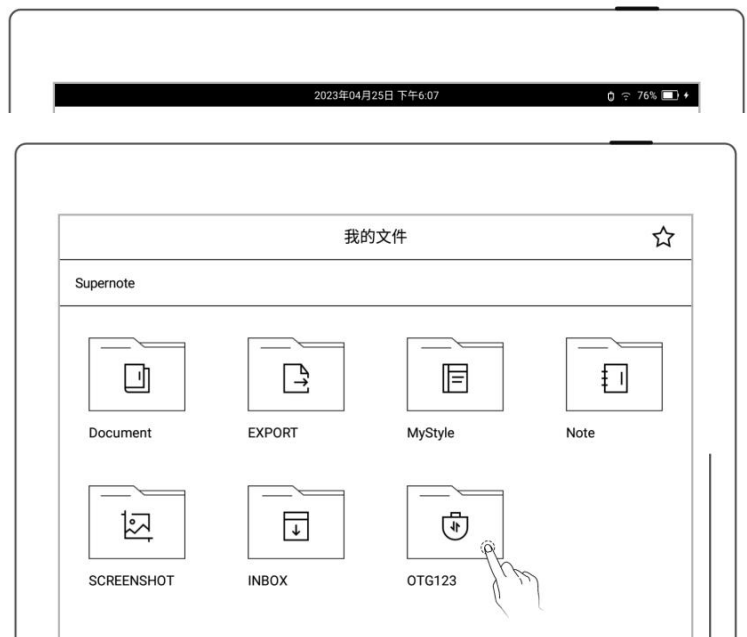 2023年04月25日 下午6:07 76%
我的文件
Supernote
Document EXPORT MyStyle Note
SCREENSHOT INBOX OTG123